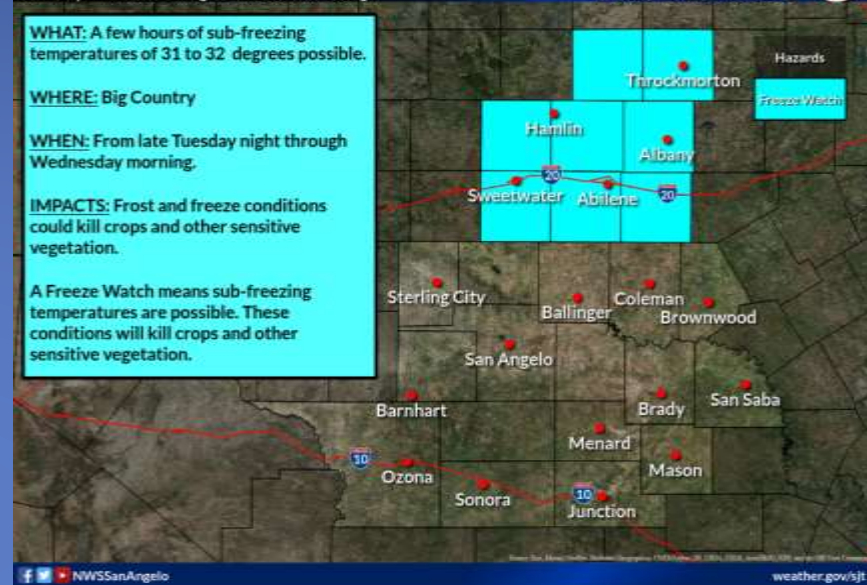 WHAT: A few hours of sub-freezing
temperatures of 31 to 32 degrees possible.
WHERE: Big Country
WHEN: From late Tuesday night through
Wednesday morning.
IMPACTS: Frost and freeze conditions
could kill crops and other sensitive
vegetation.
A Freeze Watch means sub-freezing
temperatures are possible. These
conditions will kill crops and other
sensitive vegetation.
Hazards
Freeze Watch
Throckmorton
Hamlin
Albany
20
Sweetwater
Abilene
20
Sterling City
Ballinger
Coleman
Brownwood
San Angelo
Barnhart
Brady
San Saba
Menard
10
Ozona
Mason
Sonora
10
Junction
NWSSanAngelo
weather.gov/sjt